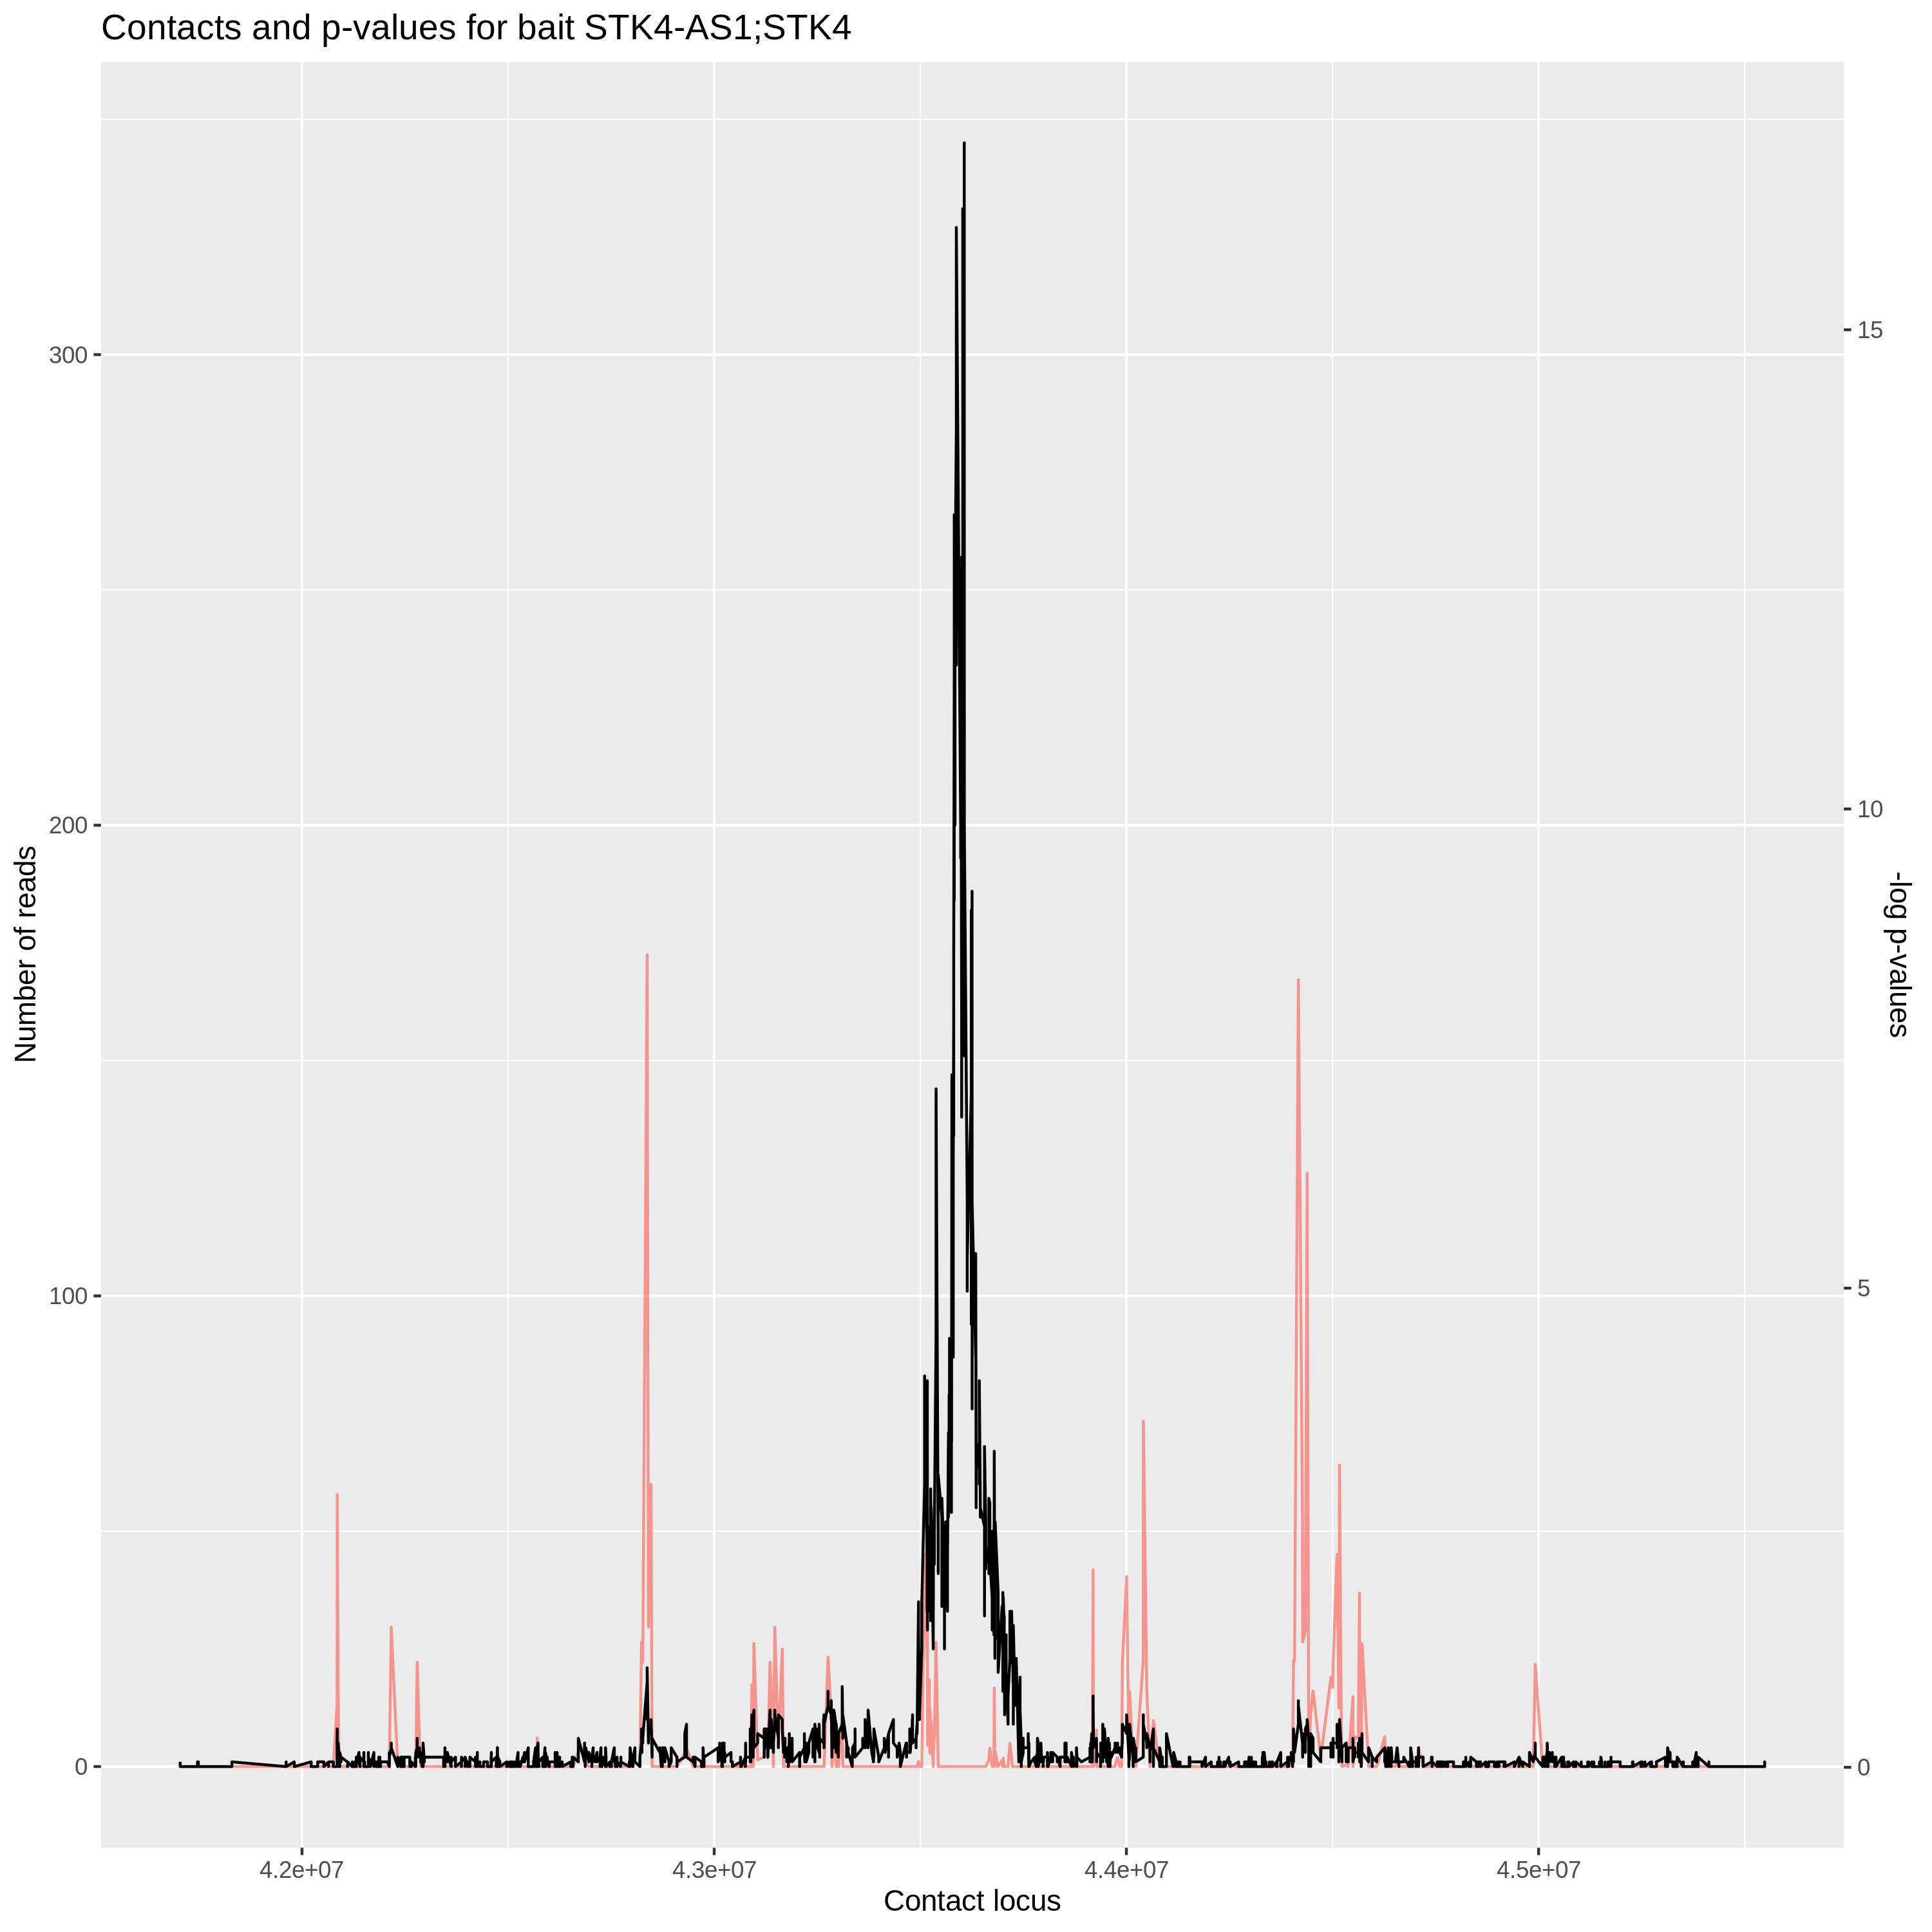 Contacts and p-values for bait STK4-AS1;STK4
300
200
100
0
Number of reads
15
10
5
0
-log p-values
4.2e+07 4.3e+07 4.4e+07 4.5e+07
Contact locus